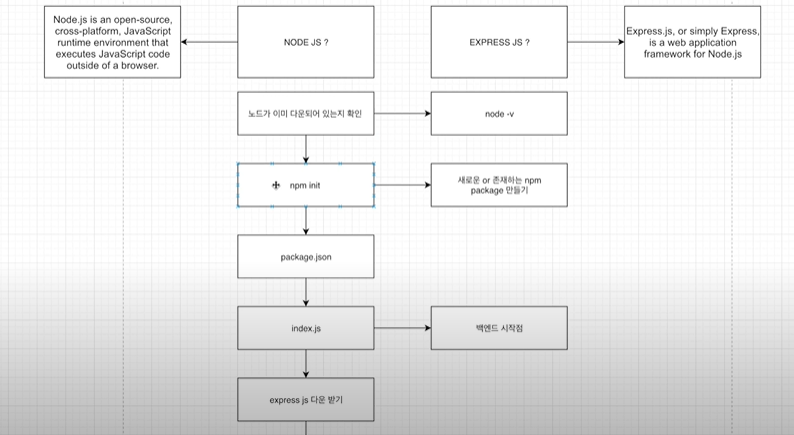 Node.js is an open-source,
cross-platform, JavaScript
runtime environment that
executes JavaScript code
outside of a browser.
NODE JS ?
EXPRESS JS ?
Express.js, or simply Express,
is a web application
framework for Node.js
노드가 이미 다운되어 있는지 확인
node -v
npm init
새로운 or 존재하는 npm
package 만들기
package.json
index.js
백엔드 시작점
express js 다운 받기